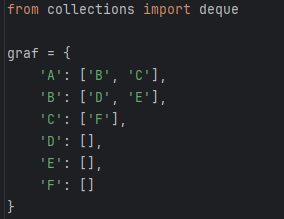 from collections import deque
graf = {
    'A': ['B', 'C'],
    'B': ['D', 'E'],
    'C': ['F'],
    'D': [],
    'E': [],
    'F': []
}